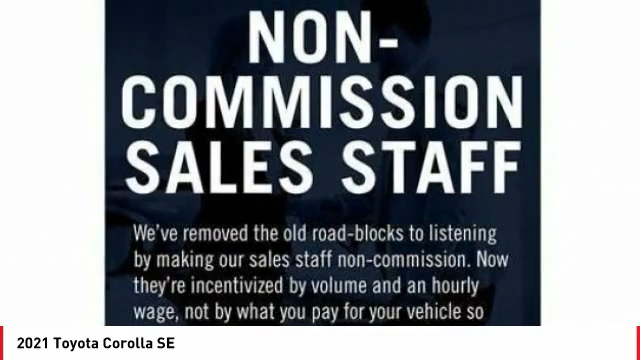 NON-
COMMISSION
SALES STAFF
We've removed the old road-blocks to listening
by making our sales staff non-commission. Now
they're incentivized by volume and an hourly
wage, not by what you pay for your vehicle so
2021 Toyota Corolla SE